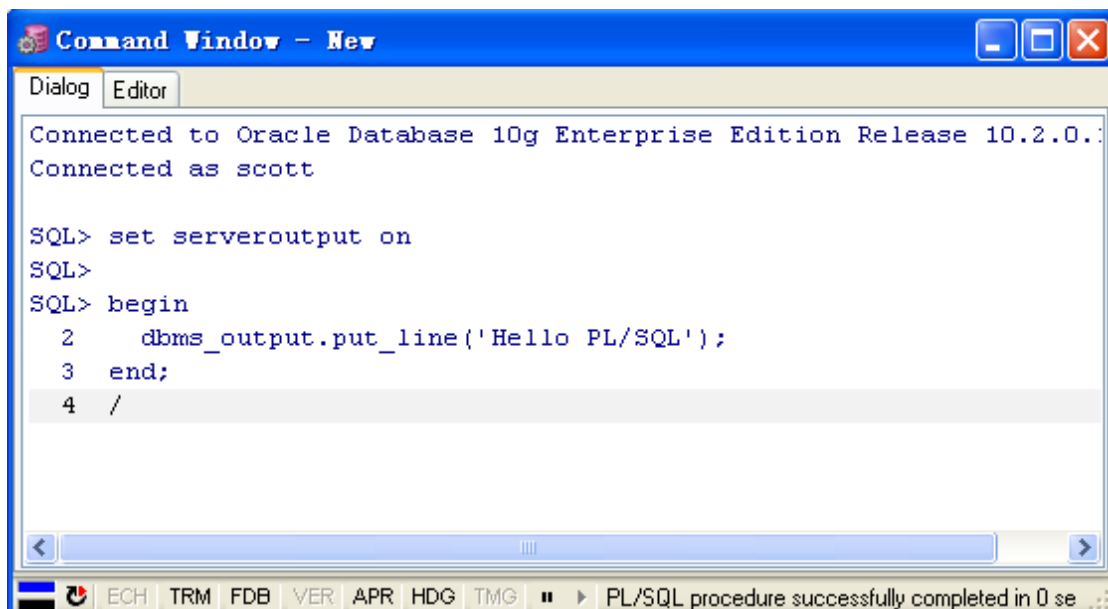 Command Window - New
Dialog Editor
Connected to Oracle Database 10g Enterprise Edition Release 10.2.0.
Connected as scott
SQL> set serveroutput on
SQL>
SQL> begin
2 dbms_output.put_line('Hello PL/SQL');
3 end;
4 /
ECH TRM FDB VER APR HDG TMG PL/SQL procedure successfully completed in 0 se